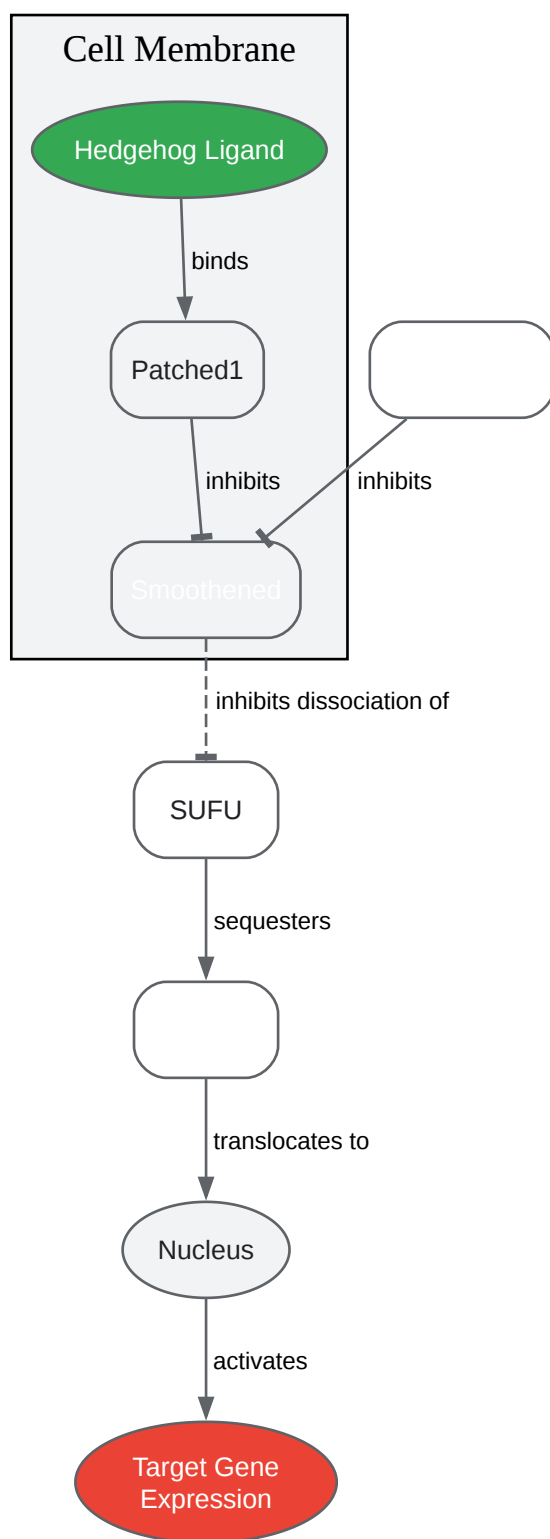 Cell Membrane
Hedgehog Ligand
binds
Patched1
inhibits
inhibits
Smoothened
inhibits dissociation of
SUFU
sequesters
translocates to
Nucleus
activates
Target Gene
Expression